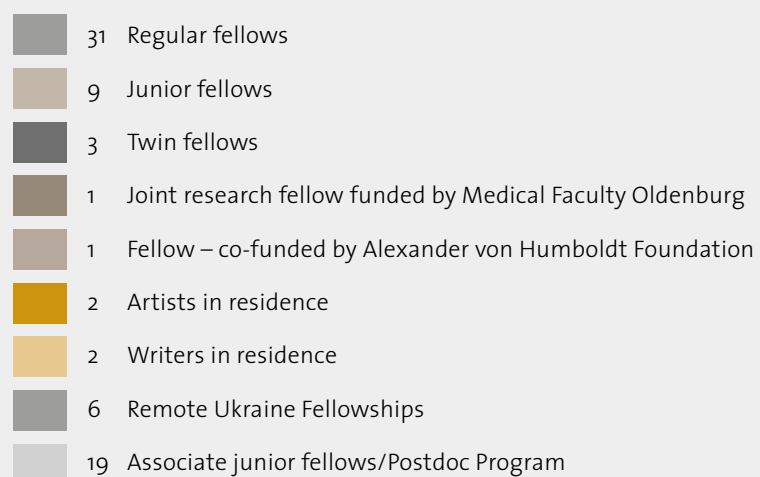 31 Regular fellows
9 Junior fellows
3 Twin fellows
1 Joint research fellow funded by Medical Faculty Oldenburg
1 Fellow – co-funded by Alexander von Humboldt Foundation
2 Artists in residence
2 Writers in residence
6 Remote Ukraine Fellowships
19 Associate junior fellows/Postdoc Program